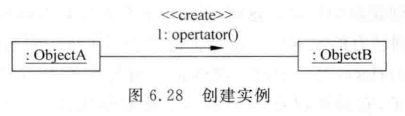 <<create>>
1: opertator()
: ObjectA
: ObjectB
图 6.28 创建实例